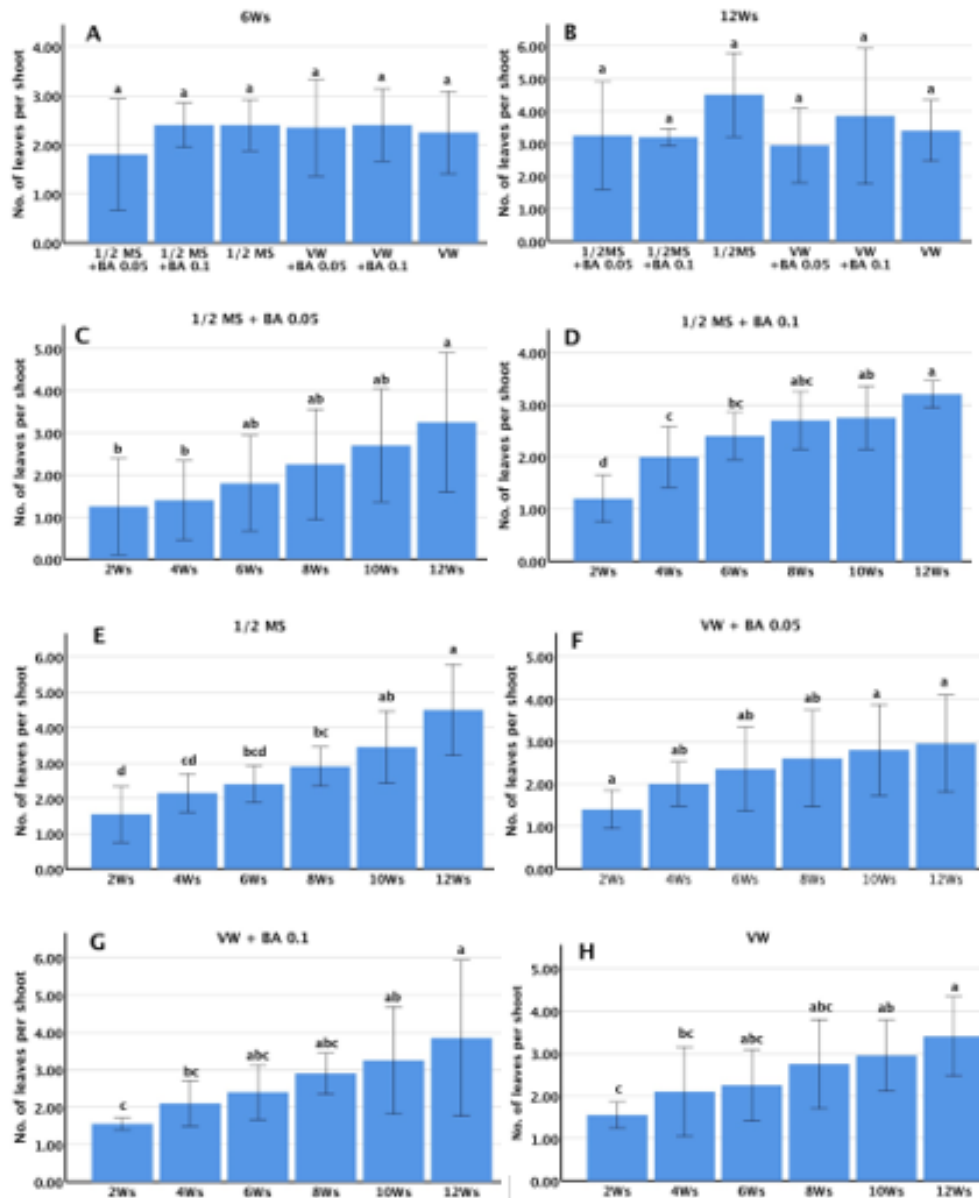 6Ws
A
No. of leaves per shoot
4.00
3.00
2.00
1.00
0.00
a a a a a a
1/2 MS +BA 0.05
1/2 MS +BA 0.1
1/2 MS
VW +BA 0.05
VW +BA 0.1
VW
12Ws
B
No. of leaves per shoot
6.00
5.00
4.00
3.00
2.00
1.00
0.00
a a a a a a
1/2MS +BA 0.05
1/2MS +BA 0.1
1/2MS
VW +BA 0.05
VW +BA 0.1
VW
1/2 MS + BA 0.05
C
No. of leaves per shoot
5.00
4.00
3.00
2.00
1.00
0.00
b b ab ab ab a
2Ws 4Ws 6Ws 8Ws 10Ws 12Ws
1/2 MS + BA 0.1
D
No. of leaves per shoot
4.00
3.00
2.00
1.00
0.00
d c bc abc ab a
2Ws 4Ws 6Ws 8Ws 10Ws 12Ws
1/2 MS
E
No. of leaves per shoot
6.00
5.00
4.00
3.00
2.00
1.00
0.00
d cd bcd bc ab a
2Ws 4Ws 6Ws 8Ws 10Ws 12Ws
VW + BA 0.05
F
No. of leaves per shoot
5.00
4.00
3.00
2.00
1.00
0.00
a ab ab ab a a
2Ws 4Ws 6Ws 8Ws 10Ws 12Ws
VW + BA 0.1
G
No. of leaves per shoot
6.00
5.00
4.00
3.00
2.00
1.00
0.00
c bc abc abc ab a
2Ws 4Ws 6Ws 8Ws 10Ws 12Ws
VW
H
No. of leaves per shoot
5.00
4.00
3.00
2.00
1.00
0.00
c bc abc abc ab a
2Ws 4Ws 6Ws 8Ws 10Ws 12Ws